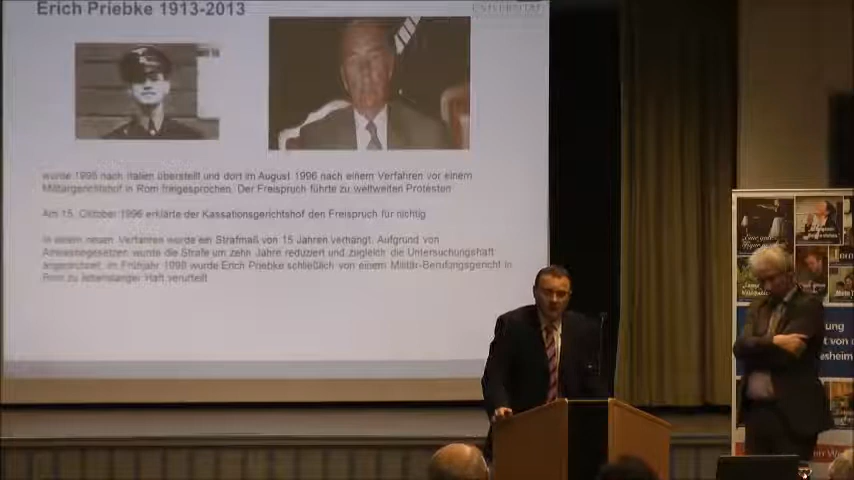 Erich Priebke 1913-2013
UNIVERSITÄT
wurde 1995 nach Italien überstellt und dort im August 1996 nach einem Verfahren vor einem
Militärgerichtshof in Rom freigesprochen. Der Freispruch führte zu weltweiten Protesten
Am 15. Oktober 1996 erklärte der Kassationsgerichtshof den Freispruch für nichtig
In einem neuen Verfahren wurde ein Strafmaß von 15 Jahren verhängt. Aufgrund von
Amnestiegesetzen wurde die Strafe um zehn Jahre reduziert und zugleich die Untersuchungshaft
angerechnet. Im Frühjahr 1998 wurde Erich Priebke schließlich von einem Militär-Berufungsgericht in
Rom zu lebenslanger Haft verurteilt